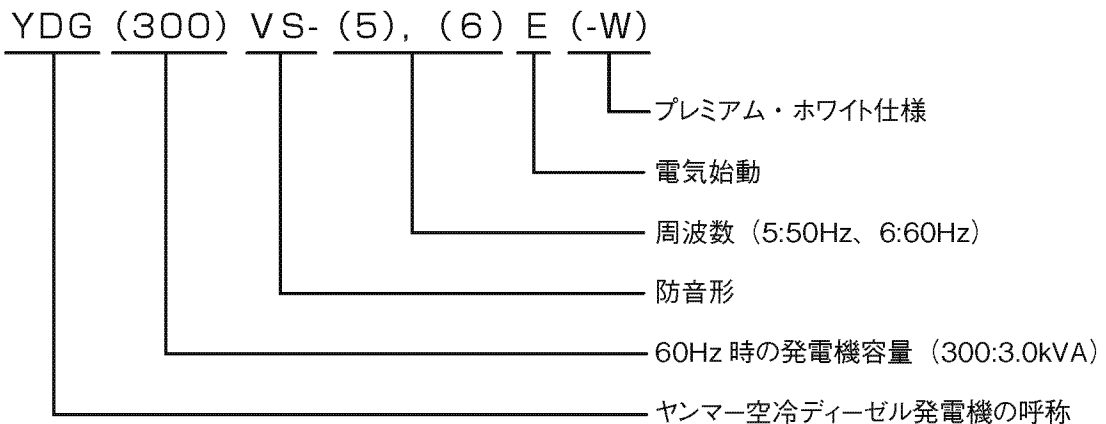 YDG (300) VS- (5), (6) E (-W)
プレミアム・ホワイト仕様
電気始動
周波数（5:50Hz、6:60Hz）
防音形
60Hz 時の発電機容量（300:3.0kVA）
ヤンマー空冷ディーゼル発電機の呼称